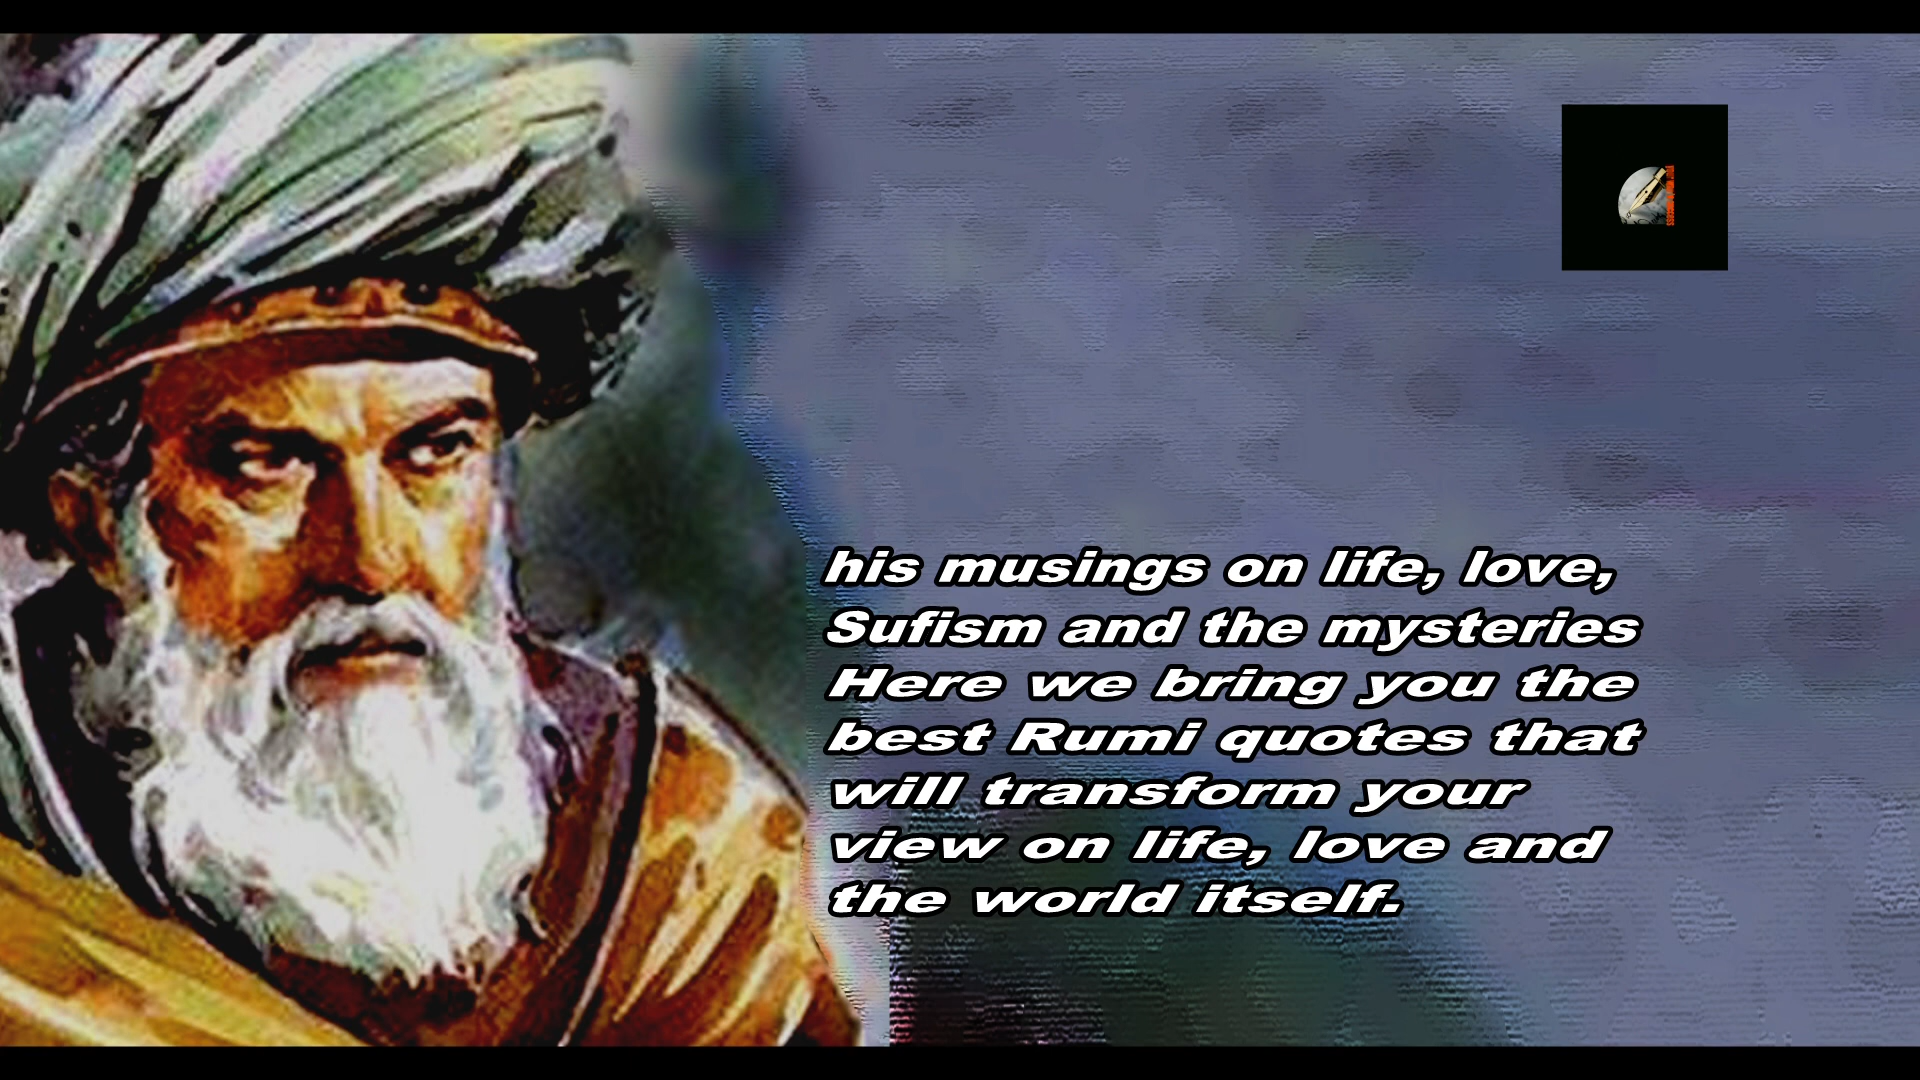 his musings on life, love,
Sufism and the mysteries
Here we bring you the
best Rumi quotes that
will transform your
view on life, love and
the world itself.